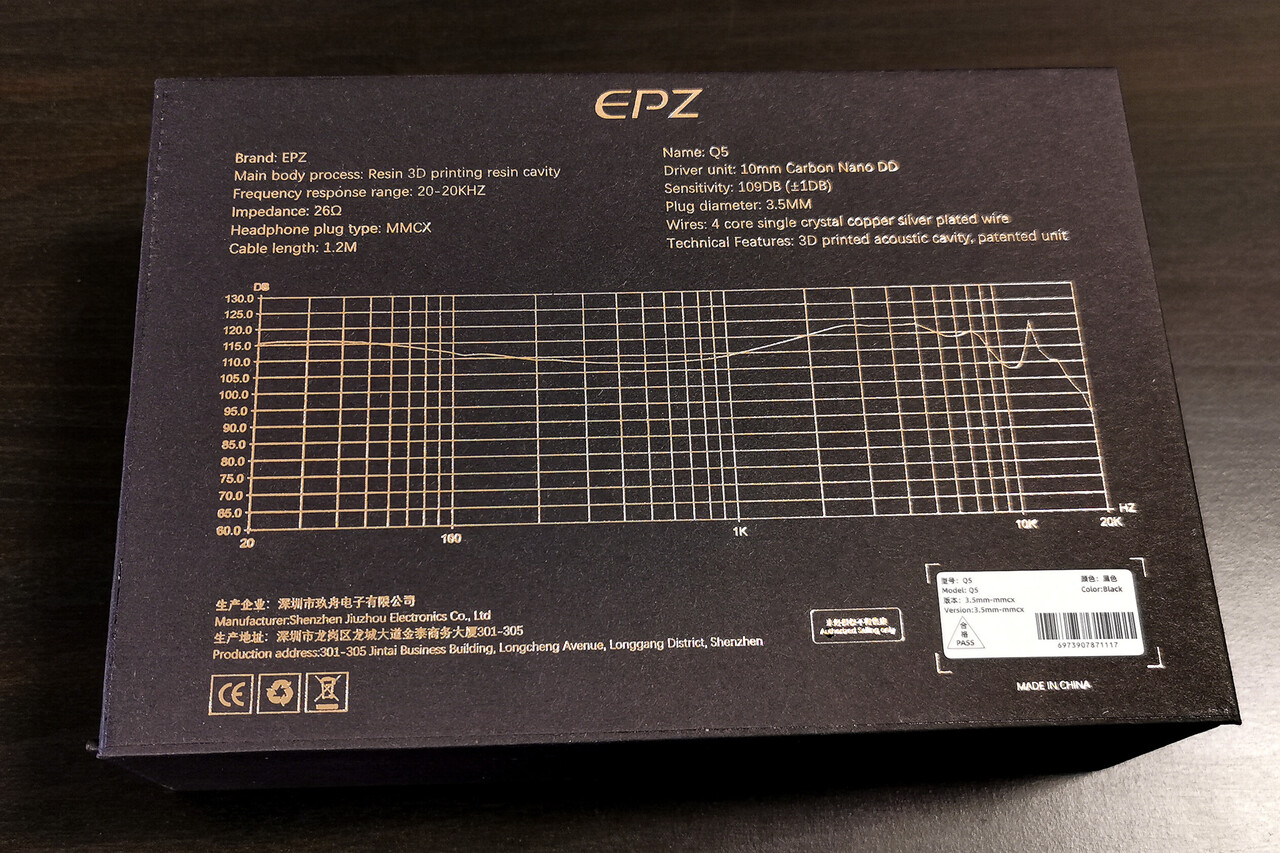 EPZ
Brand: EPZ
Main body process: Resin 3D printing resin cavity
Frequency response range: 20-20KHZ
Impedance: 26Ω
Headphone plug type: MMCX
Cable length: 1.2M
Name: Q5
Driver unit: 10mm Carbon Nano DD
Sensitivity: 109DB (±1DB)
Plug diameter: 3.5MM
Wires: 4 core single crystal copper silver plated wire
Technical Features: 3D printed acoustic cavity, patented unit
DB
130.0
125.0
120.0
115.0
110.0
105.0
100.0
95.0
90.0
85.0
80.0
75.0
70.0
65.0
60.0
20
100
1K
10K
20K
HZ
生产企业：深圳市玖舟电子有限公司
Manufacturer:Shenzhen Jiuzhou Electronics Co., Ltd
生产地址：深圳市龙岗区龙城大道金泰商务大厦301-305
Production address:301-305 Jintai Business Building, Longcheng Avenue, Longgang District, Shenzhen
CE
未经授权不得售卖
Authorized Selling only
型号：Q5
颜色：黑色
Model: Q5
Color:Black
版本：3.5mm-mmcx
Version:3.5mm-mmcx
合格
PASS
6973907871117
MADE IN CHINA